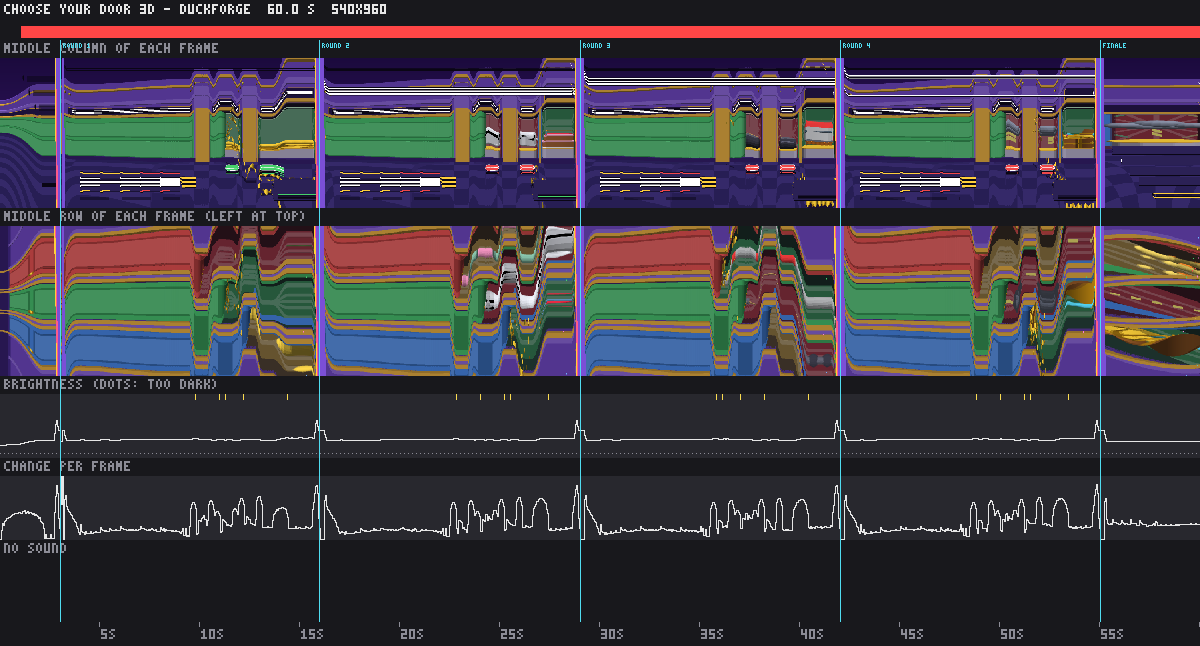 CHOOSE YOUR DOOR 3D - DUCKFORGE 60.0 S 540X960
MIDDLE COLUMN OF EACH FRAME
ROUND 1
ROUND 2
ROUND 3
ROUND 4
FINALE
MIDDLE ROW OF EACH FRAME (LEFT AT TOP)
BRIGHTNESS (DOTS: TOO DARK)
CHANGE PER FRAME
NO SOUND
5S 10S 15S 20S 25S 30S 35S 40S 45S 50S 55S